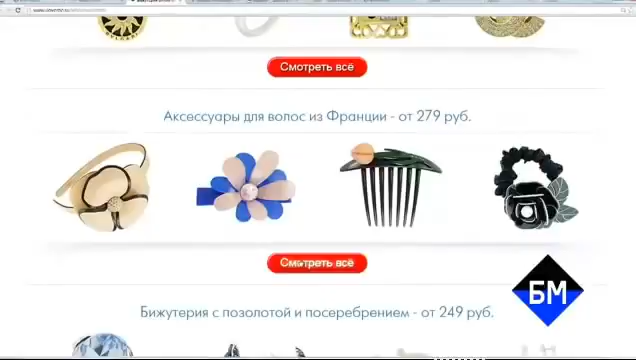 Смотреть всё
Аксессуары для волос из Франции - от 279 руб.
Смотреть всё
БМ
Бижутерия с позолотой и посеребрением - от 249 руб.